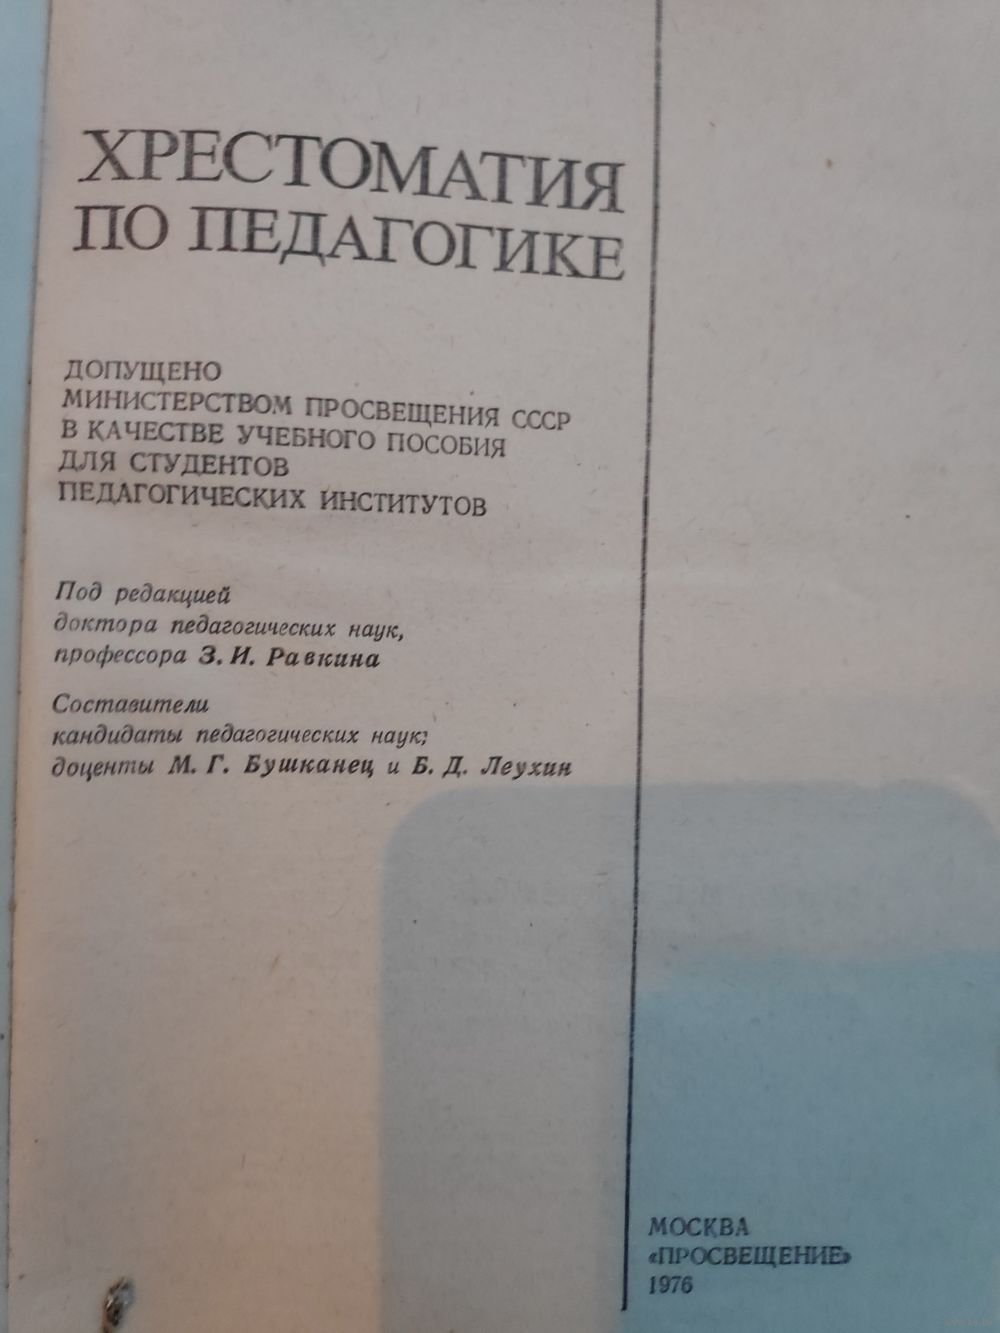 ХРЕСТОМАТИЯ
ПО ПЕДАГОГИКЕ
ДОПУЩЕНО
МИНИСТЕРСТВОМ ПРОСВЕЩЕНИЯ СССР
В КАЧЕСТВЕ УЧЕБНОГО ПОСОБИЯ
ДЛЯ СТУДЕНТОВ
ПЕДАГОГИЧЕСКИХ ИНСТИТУТОВ
Под редакцией
доктора педагогических наук,
профессора З. И. Равкина
Составители
кандидаты педагогических наук,
доценты М. Г. Бушканец и Б. Д. Леухин
МОСКВА
«ПРОСВЕЩЕНИЕ»
1976